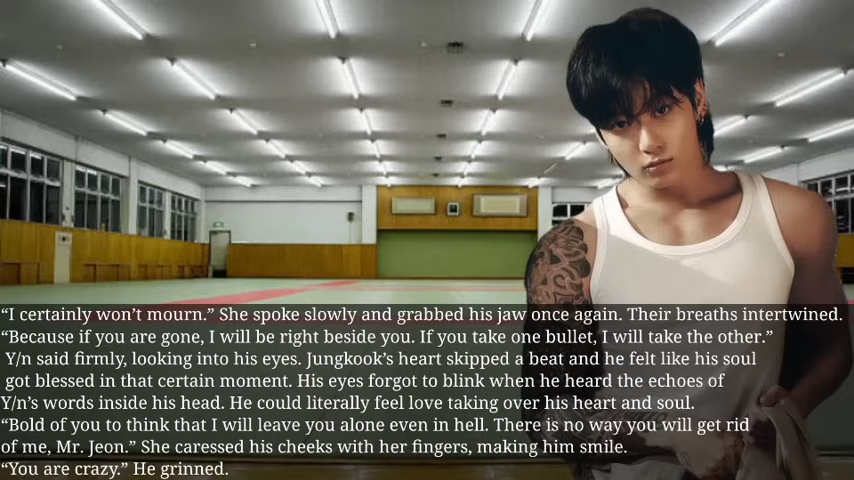 “I certainly won’t mourn.” She spoke slowly and grabbed his jaw once again. Their breaths intertwined.
“Because if you are gone, I will be right beside you. If you take one bullet, I will take the other.”
Y/n said firmly, looking into his eyes. Jungkook’s heart skipped a beat and he felt like his soul
got blessed in that certain moment. His eyes forgot to blink when he heard the echoes of
Y/n’s words inside his head. He could literally feel love taking over his heart and soul.
“Bold of you to think that I will leave you alone even in hell. There is no way you will get rid
of me, Mr. Jeon.” She caressed his cheeks with her fingers, making him smile.
“You are crazy.” He grinned.